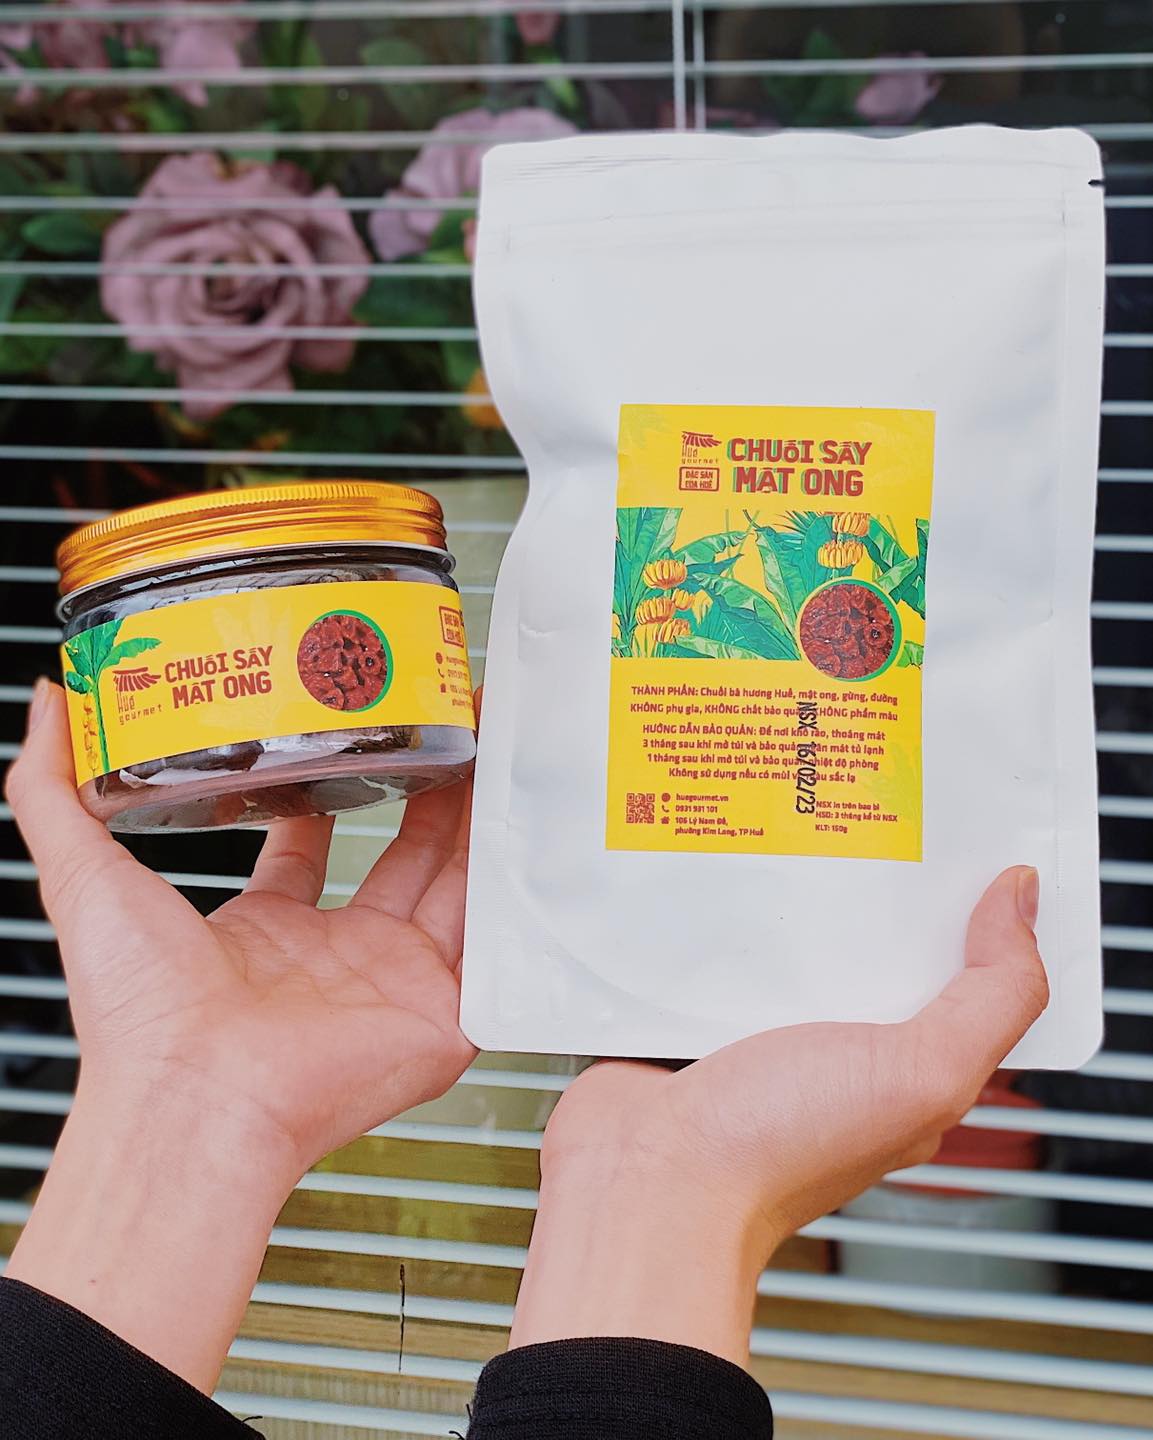 Huế
gourmet
CHUỐI SẤY
MẬT ONG
ĐẶC SẢN
CỦA HUẾ
Huế
gourmet
ĐẶC SẢN
CỦA HUẾ
CHUỐI SẤY
MẬT ONG
THÀNH PHẦN: Chuối bà hương Huế, mật ong, gừng, đường
KHÔNG phụ gia, KHÔNG chất bảo quản, KHÔNG phẩm màu
HƯỚNG DẪN BẢO QUẢN: Để nơi khô ráo, thoáng mát
3 tháng sau khi mở túi và bảo quản ngăn mát tủ lạnh
1 tháng sau khi mở túi và bảo quản nhiệt độ phòng
Không sử dụng nếu có mùi và màu sắc lạ
NSX 16/02/23
huegourmet.vn
0931 931 101
106 Lý Nam Đế,
phường Kim Long, TP Huế
NSX in trên bao bì
HSD: 3 tháng kể từ NSX
KLT: 150g